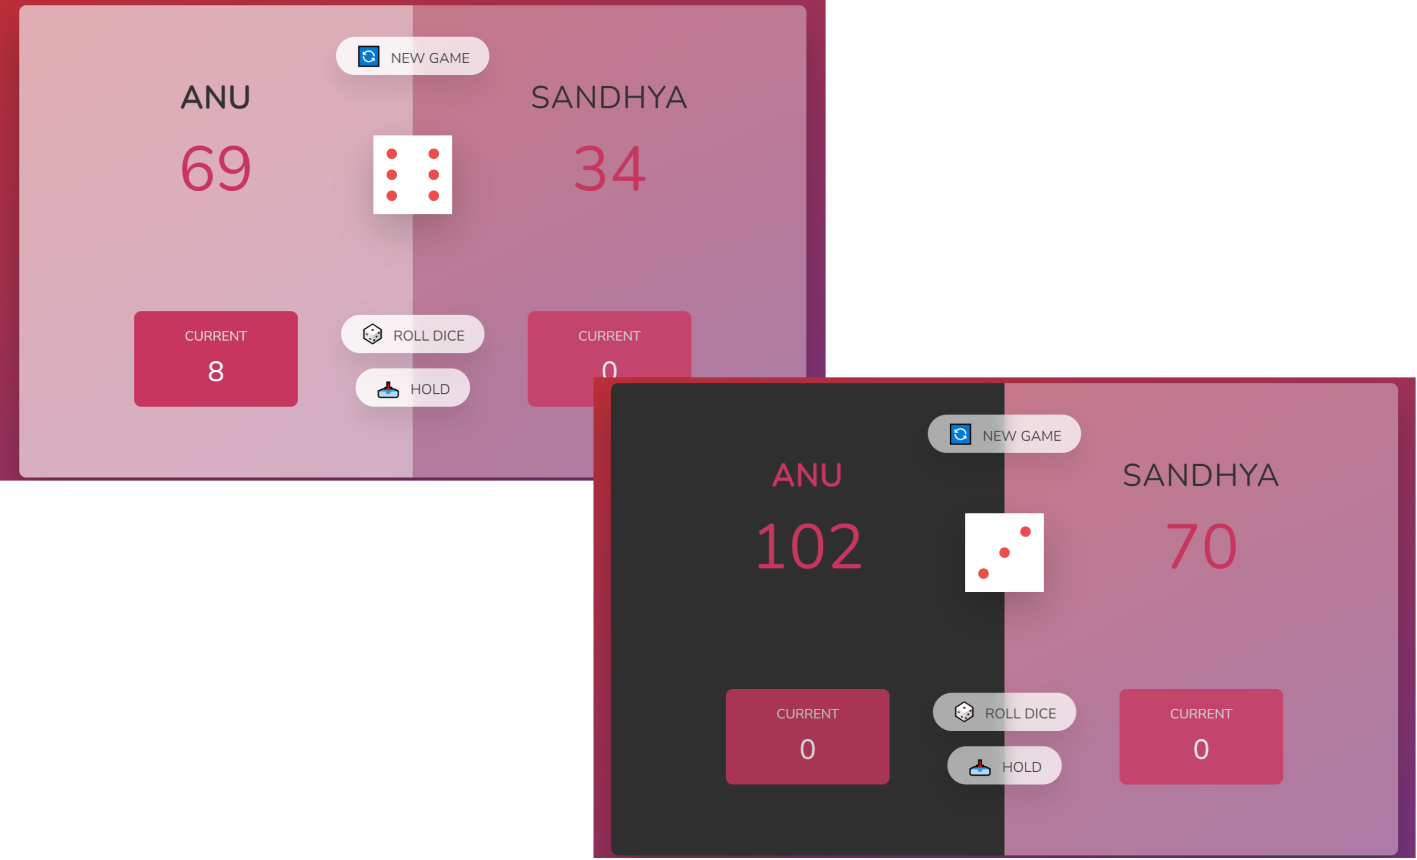 NEW GAME
ANU
SANDHYA
69
34
CURRENT
8
ROLL DICE
HOLD
CURRENT
0
NEW GAME
ANU
SANDHYA
102
70
CURRENT
0
ROLL DICE
HOLD
CURRENT
0